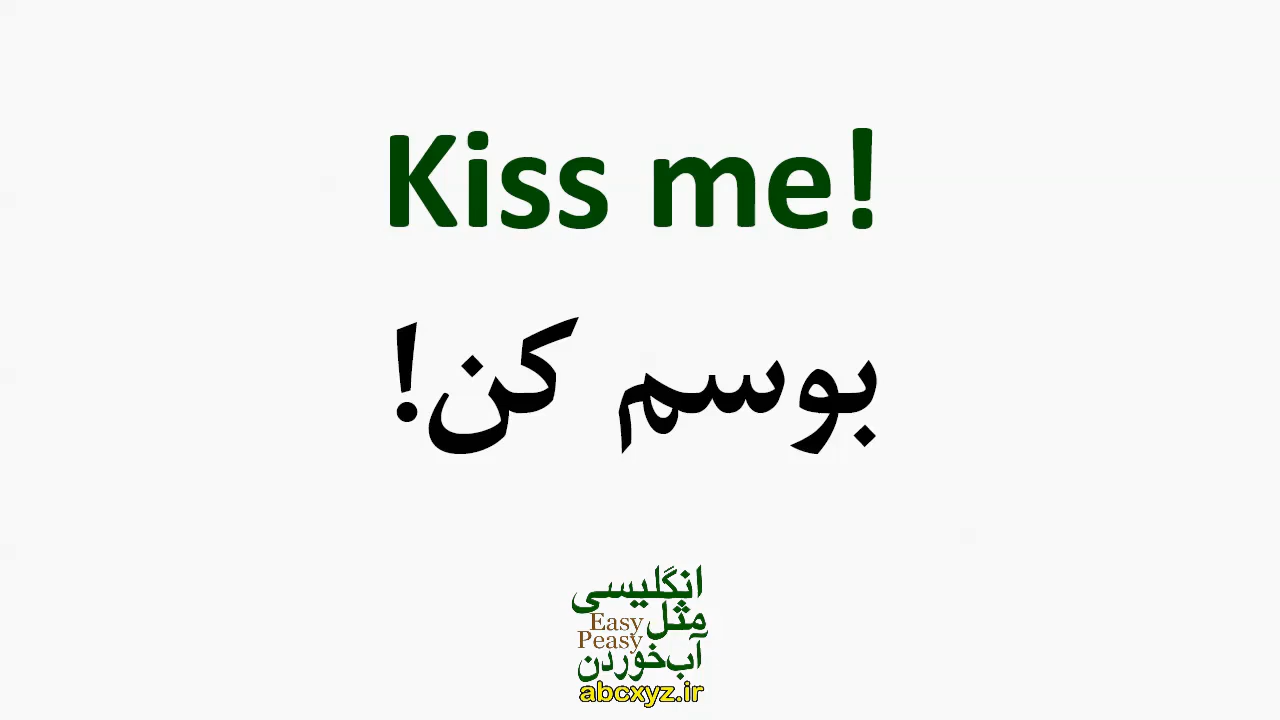 Kiss me!
بوسم کن!
انگلیسی
مثل Easy
Peasy
آب‌خوردن
abcxyz.ir